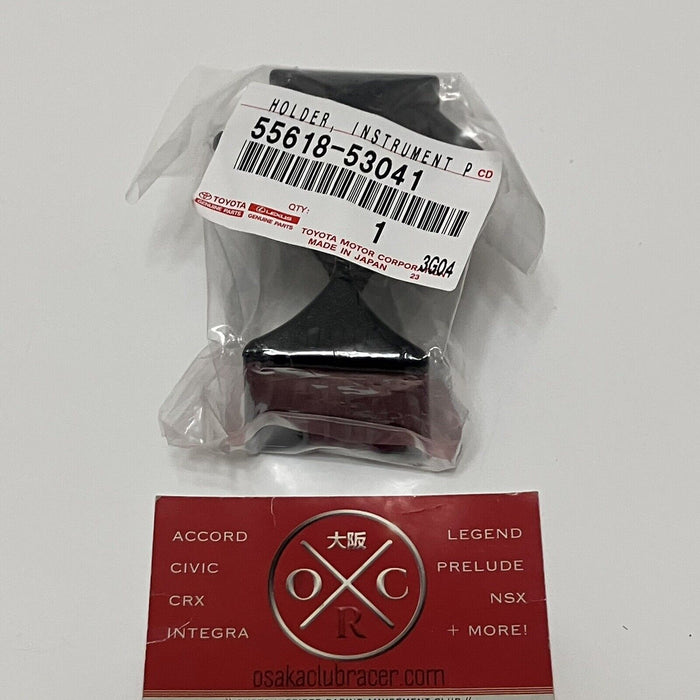 HOLDER, INSTRUMENT P CD
55618-53041
TOYOTA LEXUS QTY: 1
GENUINE PARTS GENUINE PARTS
TOYOTA MOTOR CORPORATION
MADE IN JAPAN 23 3G04
ACCORD
CIVIC
CRX
INTEGRA
大阪
O C
R
LEGEND
PRELUDE
NSX
+ MORE!
osakaclubracer.com